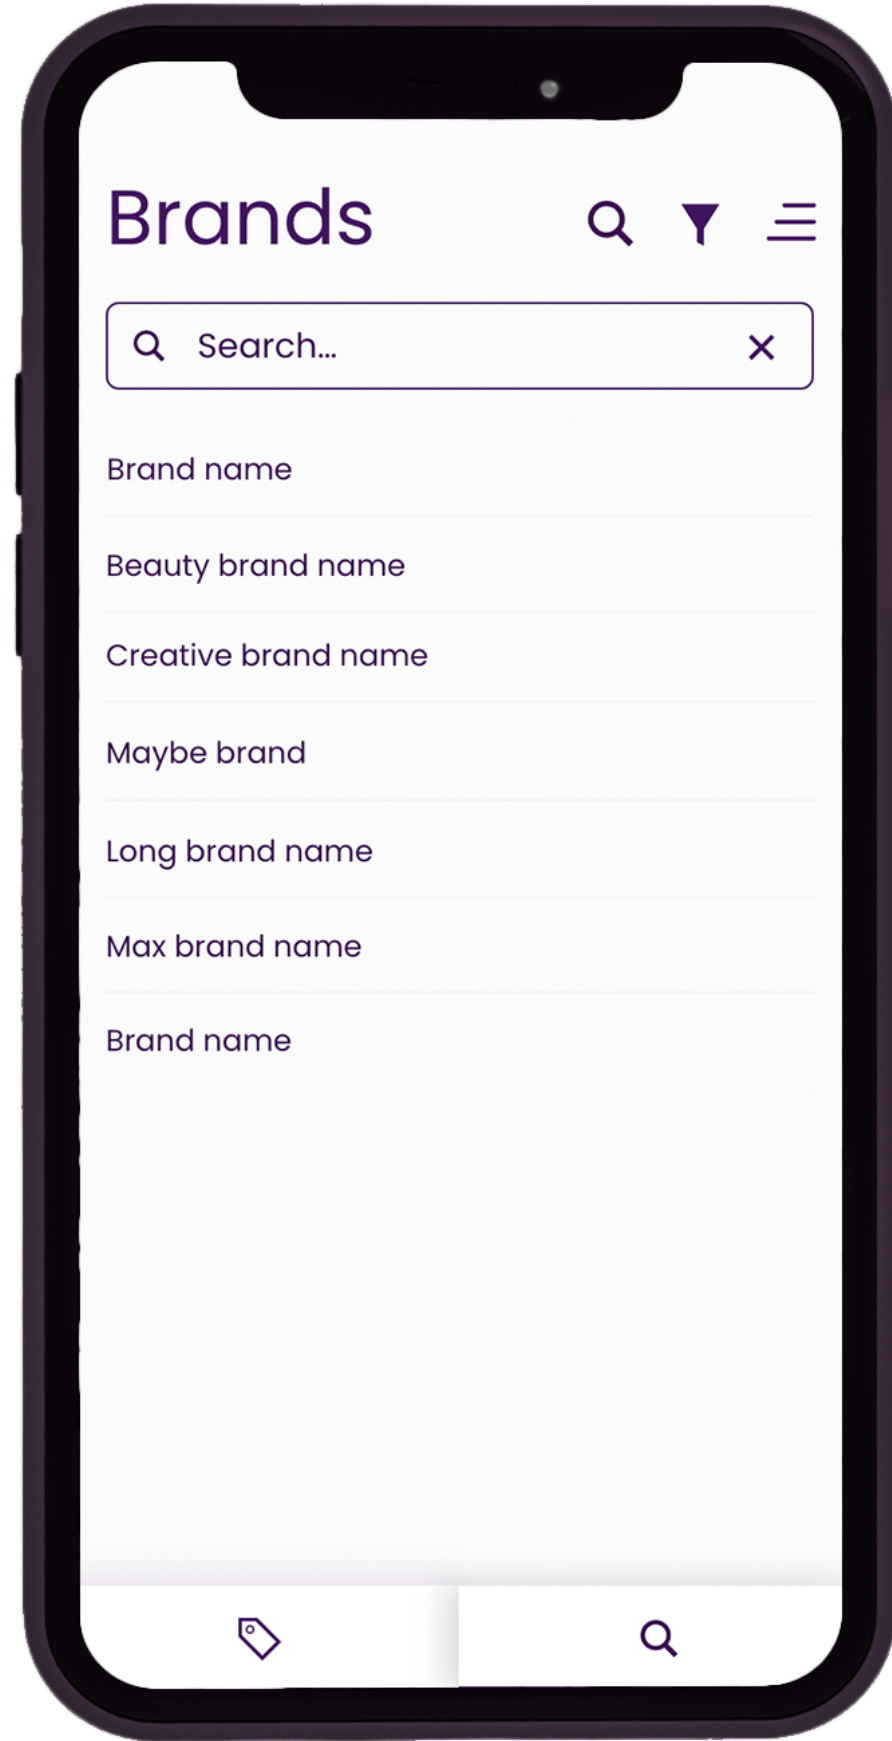 Brands
Search...
Brand name
Beauty brand name
Creative brand name
Maybe brand
Long brand name
Max brand name
Brand name